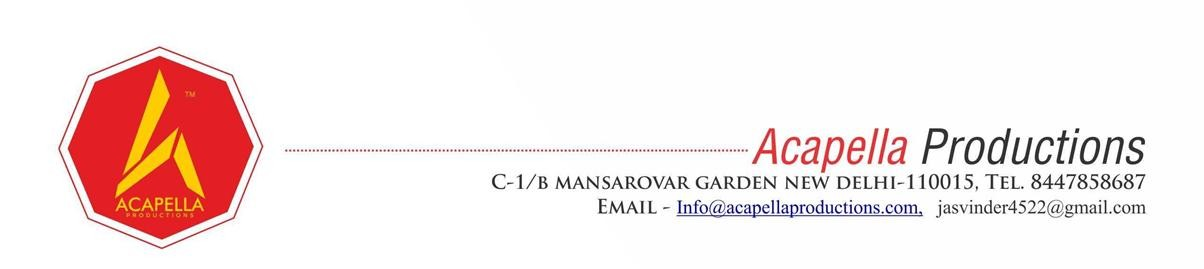 TM
ACAPELLA
PRODUCTIONS
Acapella Productions
C-1/B MANSAROVAR GARDEN NEW DELHI-110015, TEL. 8447858687
EMAIL - Info@acapellaproductions.com, jasvinder4522@gmail.com